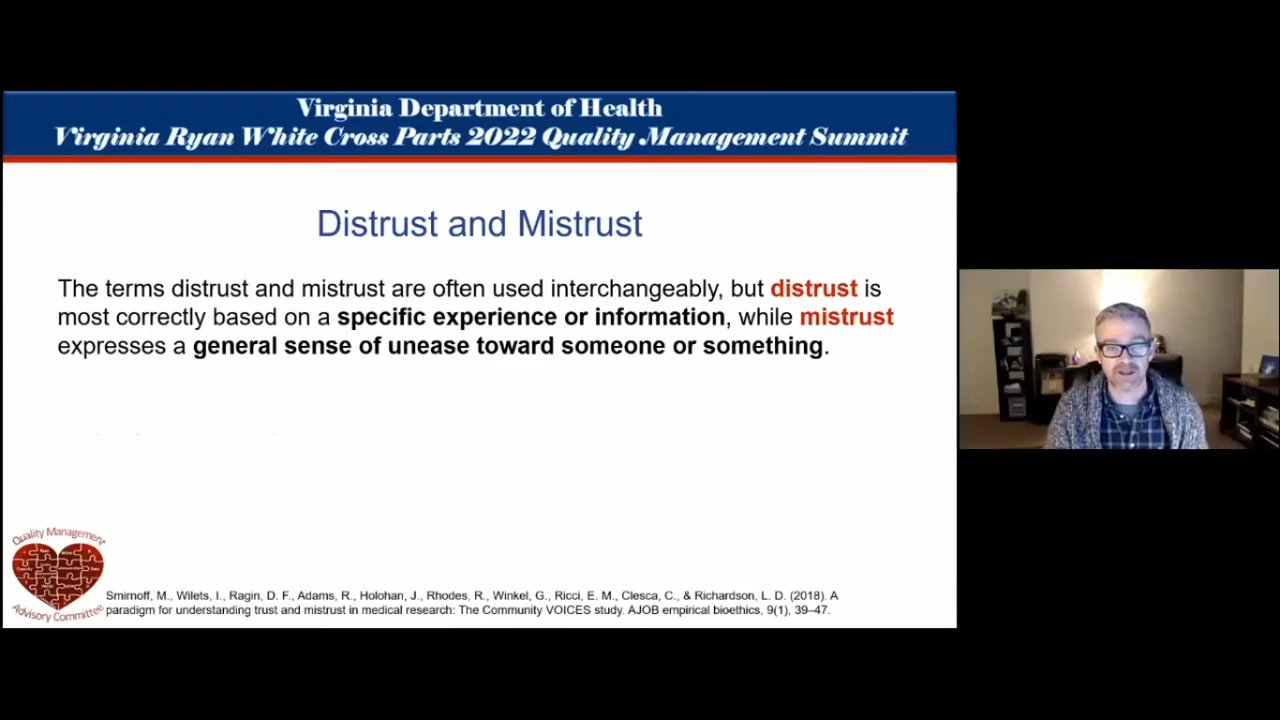 Virginia Department of Health
Virginia Ryan White Cross Parts 2022 Quality Management Summit
Distrust and Mistrust
The terms distrust and mistrust are often used interchangeably, but distrust is
most correctly based on a specific experience or information, while mistrust
expresses a general sense of unease toward someone or something.
Quality Management
Advisory Committee
Smirnoff, M., Wilets, I., Ragin, D. F., Adams, R., Holohan, J., Rhodes, R., Winkel, G., Ricci, E. M., Clesca, C., & Richardson, L. D. (2018). A
paradigm for understanding trust and mistrust in medical research: The Community VOICES study. AJOB empirical bioethics, 9(1), 39–47.